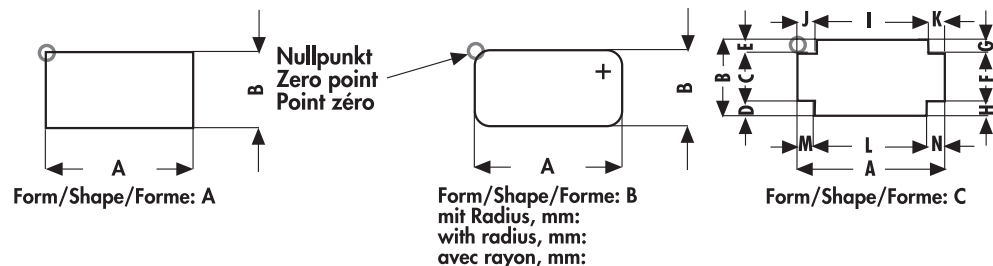 B
A
Form/Shape/Forme: A
Nullpunkt
Zero point
Point zéro
B
A
Form/Shape/Forme: B
mit Radius, mm:
with radius, mm:
avec rayon, mm:
J I K
E
G
B
C
F
D
H
M L N
A
Form/Shape/Forme: C